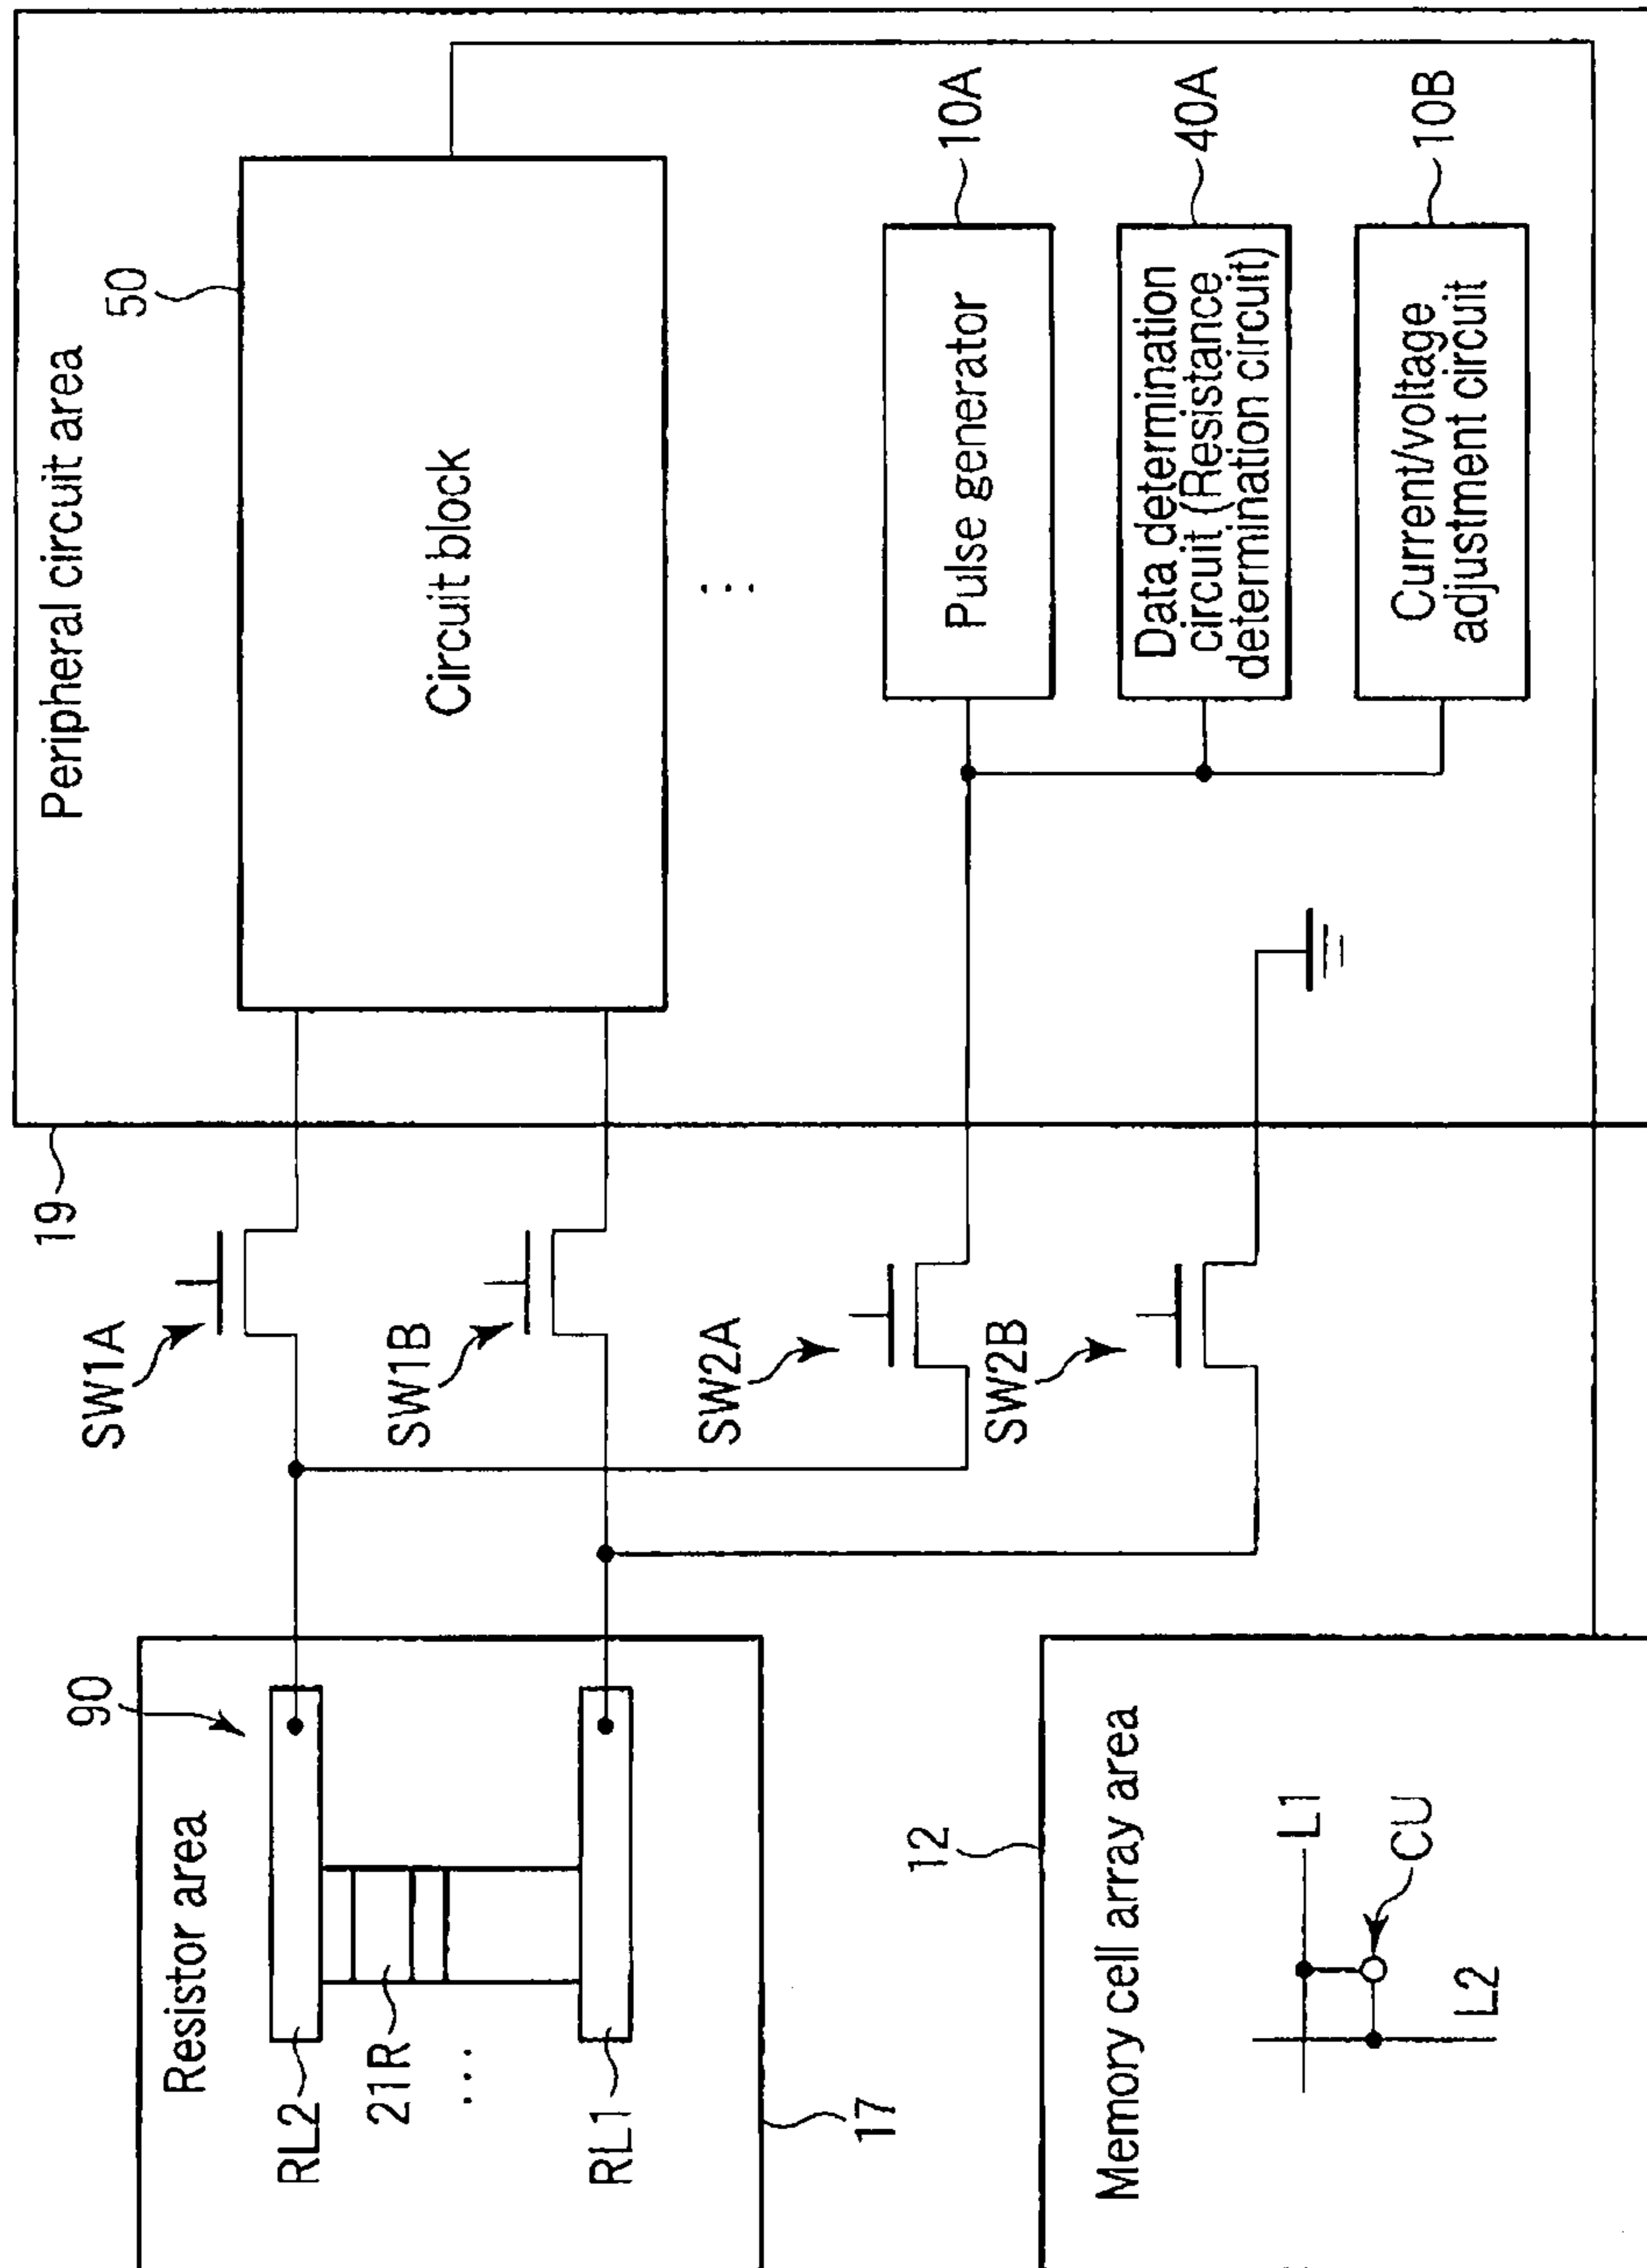 Resistor area
90
RL2
21R
...
RL1
17
SW1A
SW1B
SW2A
SW2B
19
Peripheral circuit area
50
Circuit block
...
Pulse generator
10A
Data determination
circuit (Resistance
determination circuit)
40A
Current/voltage
adjustment circuit
10B
12
Memory cell array area
L1
CU
L2